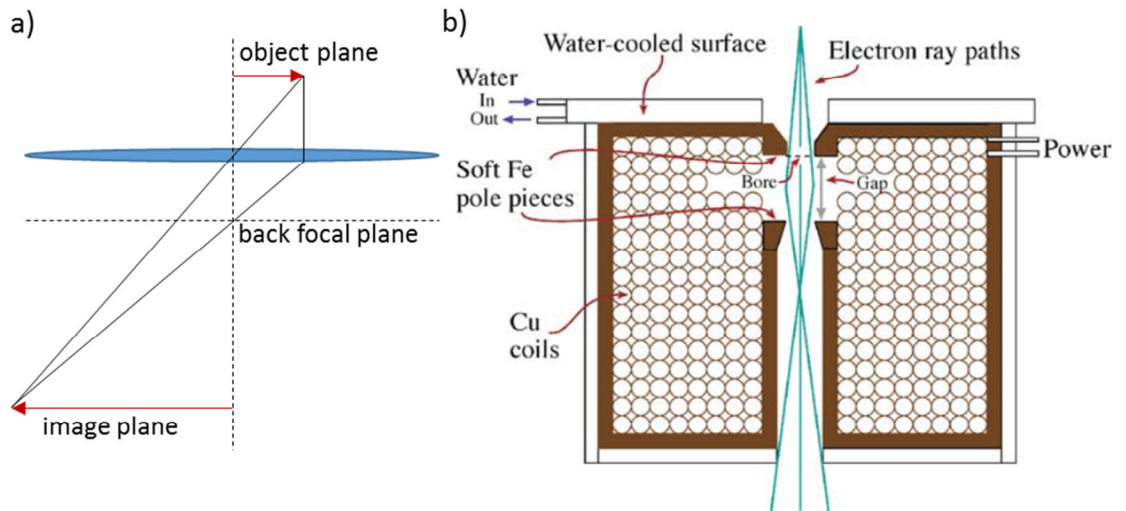 a)
object plane
back focal plane
image plane
b)
Water-cooled surface
Electron ray paths
Water
In
Out
Power
Soft Fe
pole pieces
Bore
Gap
Cu
coils